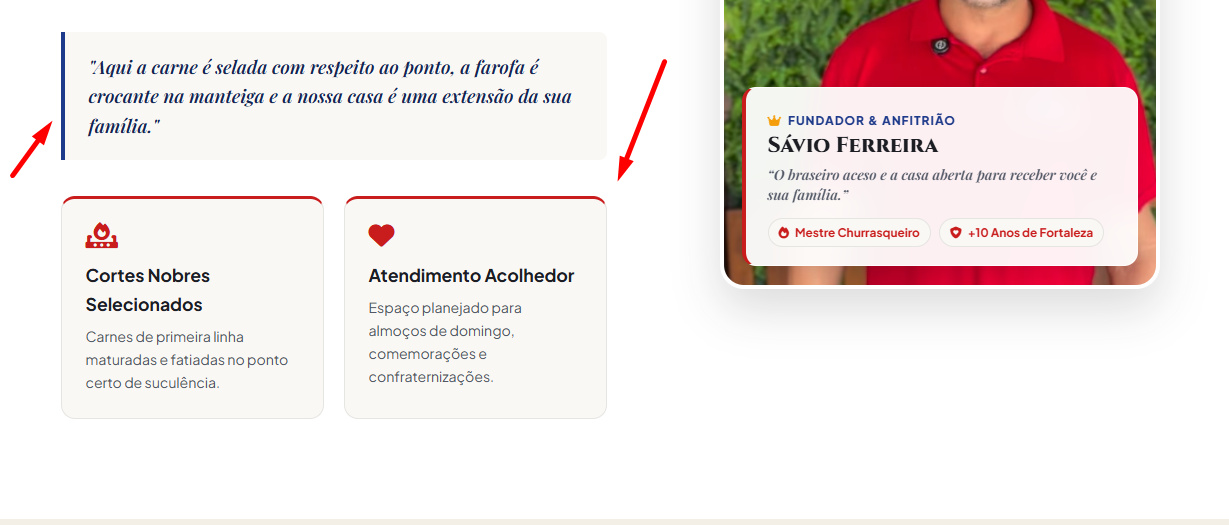 "Aqui a carne é selada com respeito ao ponto, a farofa é
crocante na manteiga e a nossa casa é uma extensão da sua
família."
Cortes Nobres
Selecionados
Carnes de primeira linha
maturadas e fatiadas no ponto
certo de suculência.
Atendimento Acolhedor
Espaço planejado para
almoços de domingo,
comemorações e
confraternizações.
FUNDADOR & ANFITRIÃO
SÁVIO FERREIRA
“O braseiro aceso e a casa aberta para receber você e
sua família.”
Mestre Churrasqueiro
+10 Anos de Fortaleza